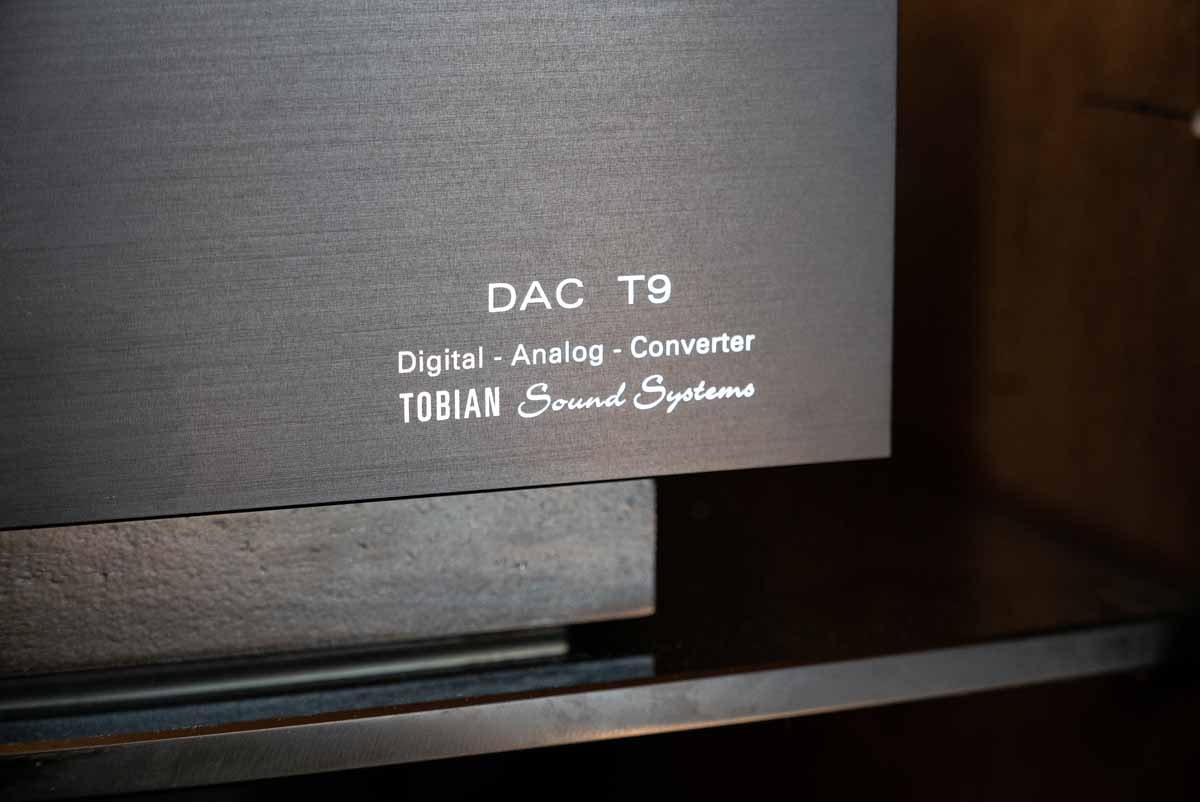 DAC T9
Digital - Analog - Converter
TOBIAN Sound Systems